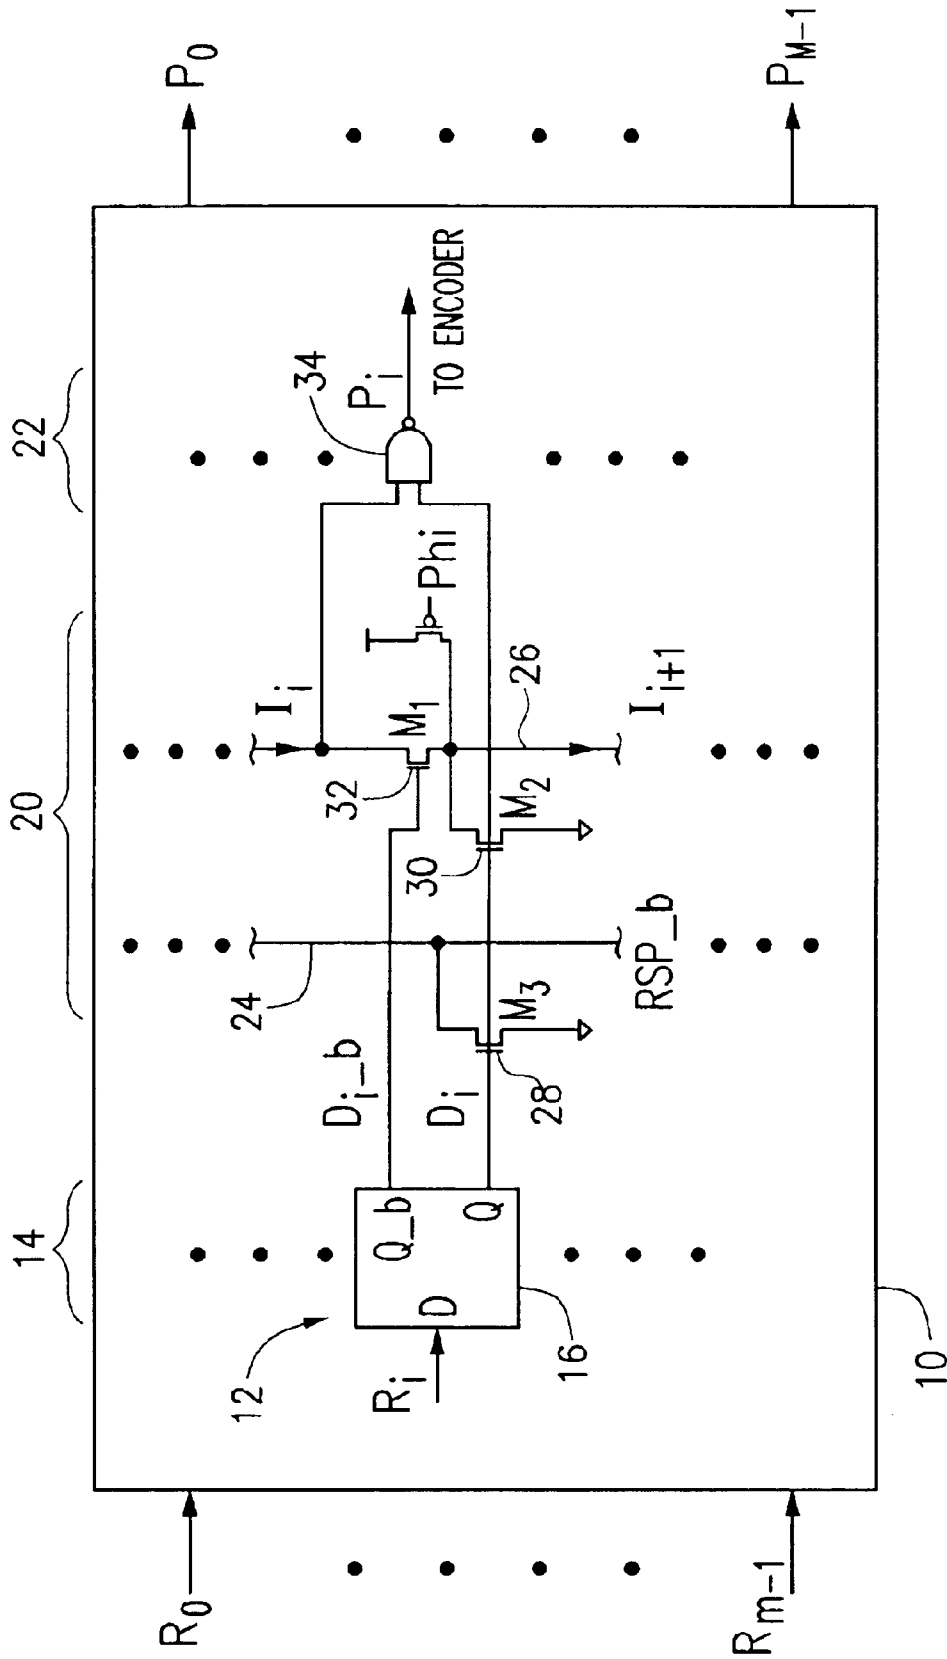 14
20
22
R₀
P₀
12
Rᵢ
D
Q_b
Q
16
Dᵢ_b
Dᵢ
28
24
M₃
RSP_b
30
M₂
32
M₁
Iᵢ
26
Iᵢ₊₁
Phi
34
Pᵢ
TO ENCODER
Rₘ₋₁
P_M-1
10